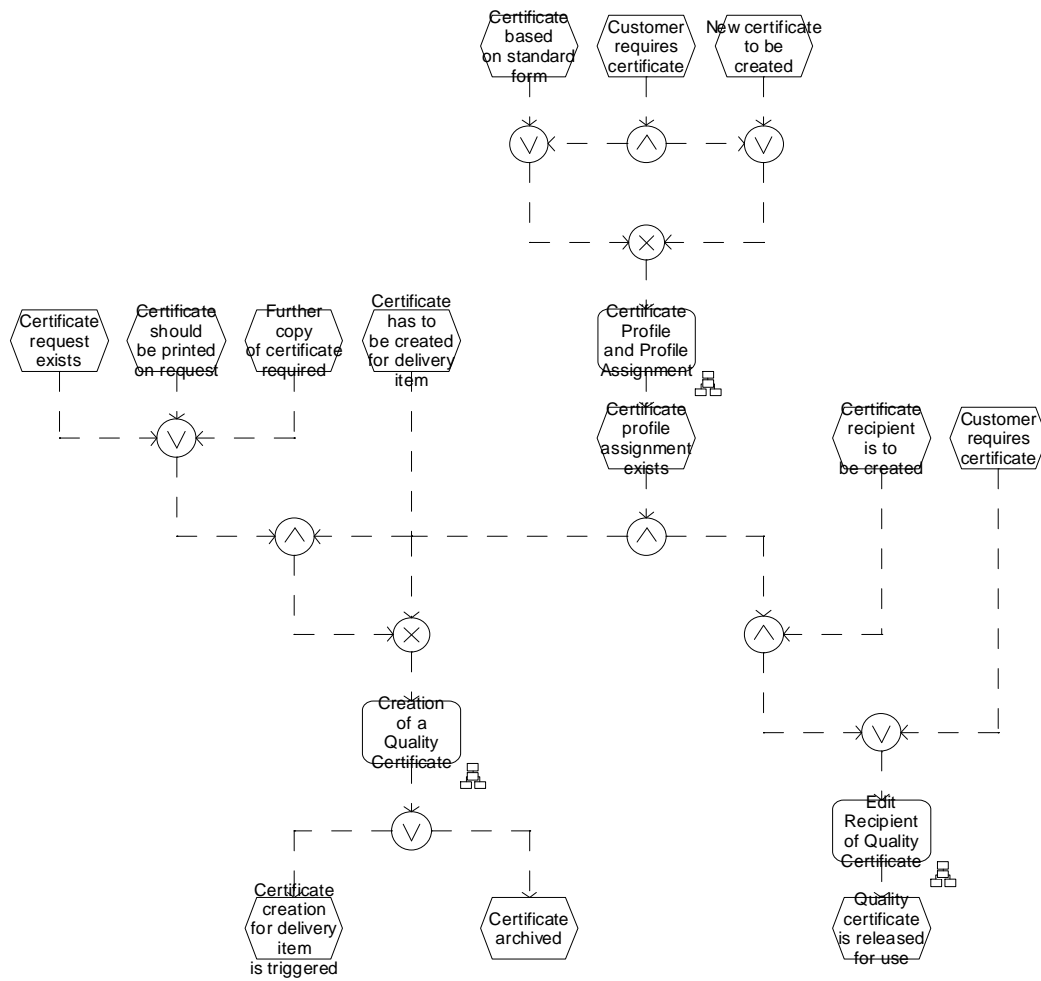 Certificate
based
on standard
form
Customer
requires
certificate
New certificate
to be
created
Certificate
request
exists
Certificate
should
be printed
on request
Further
copy
of certificate
required
Certificate
has to
be created
for delivery
item
Certificate
Profile
and Profile
Assignment
Certificate
profile
assignment
exists
Certificate
recipient
is to
be created
Customer
requires
certificate
Creation
of a
Quality
Certificate
Edit
Recipient
of Quality
Certificate
Certificate
creation
for delivery
item
is triggered
Certificate
archived
Quality
certificate
is released
for use